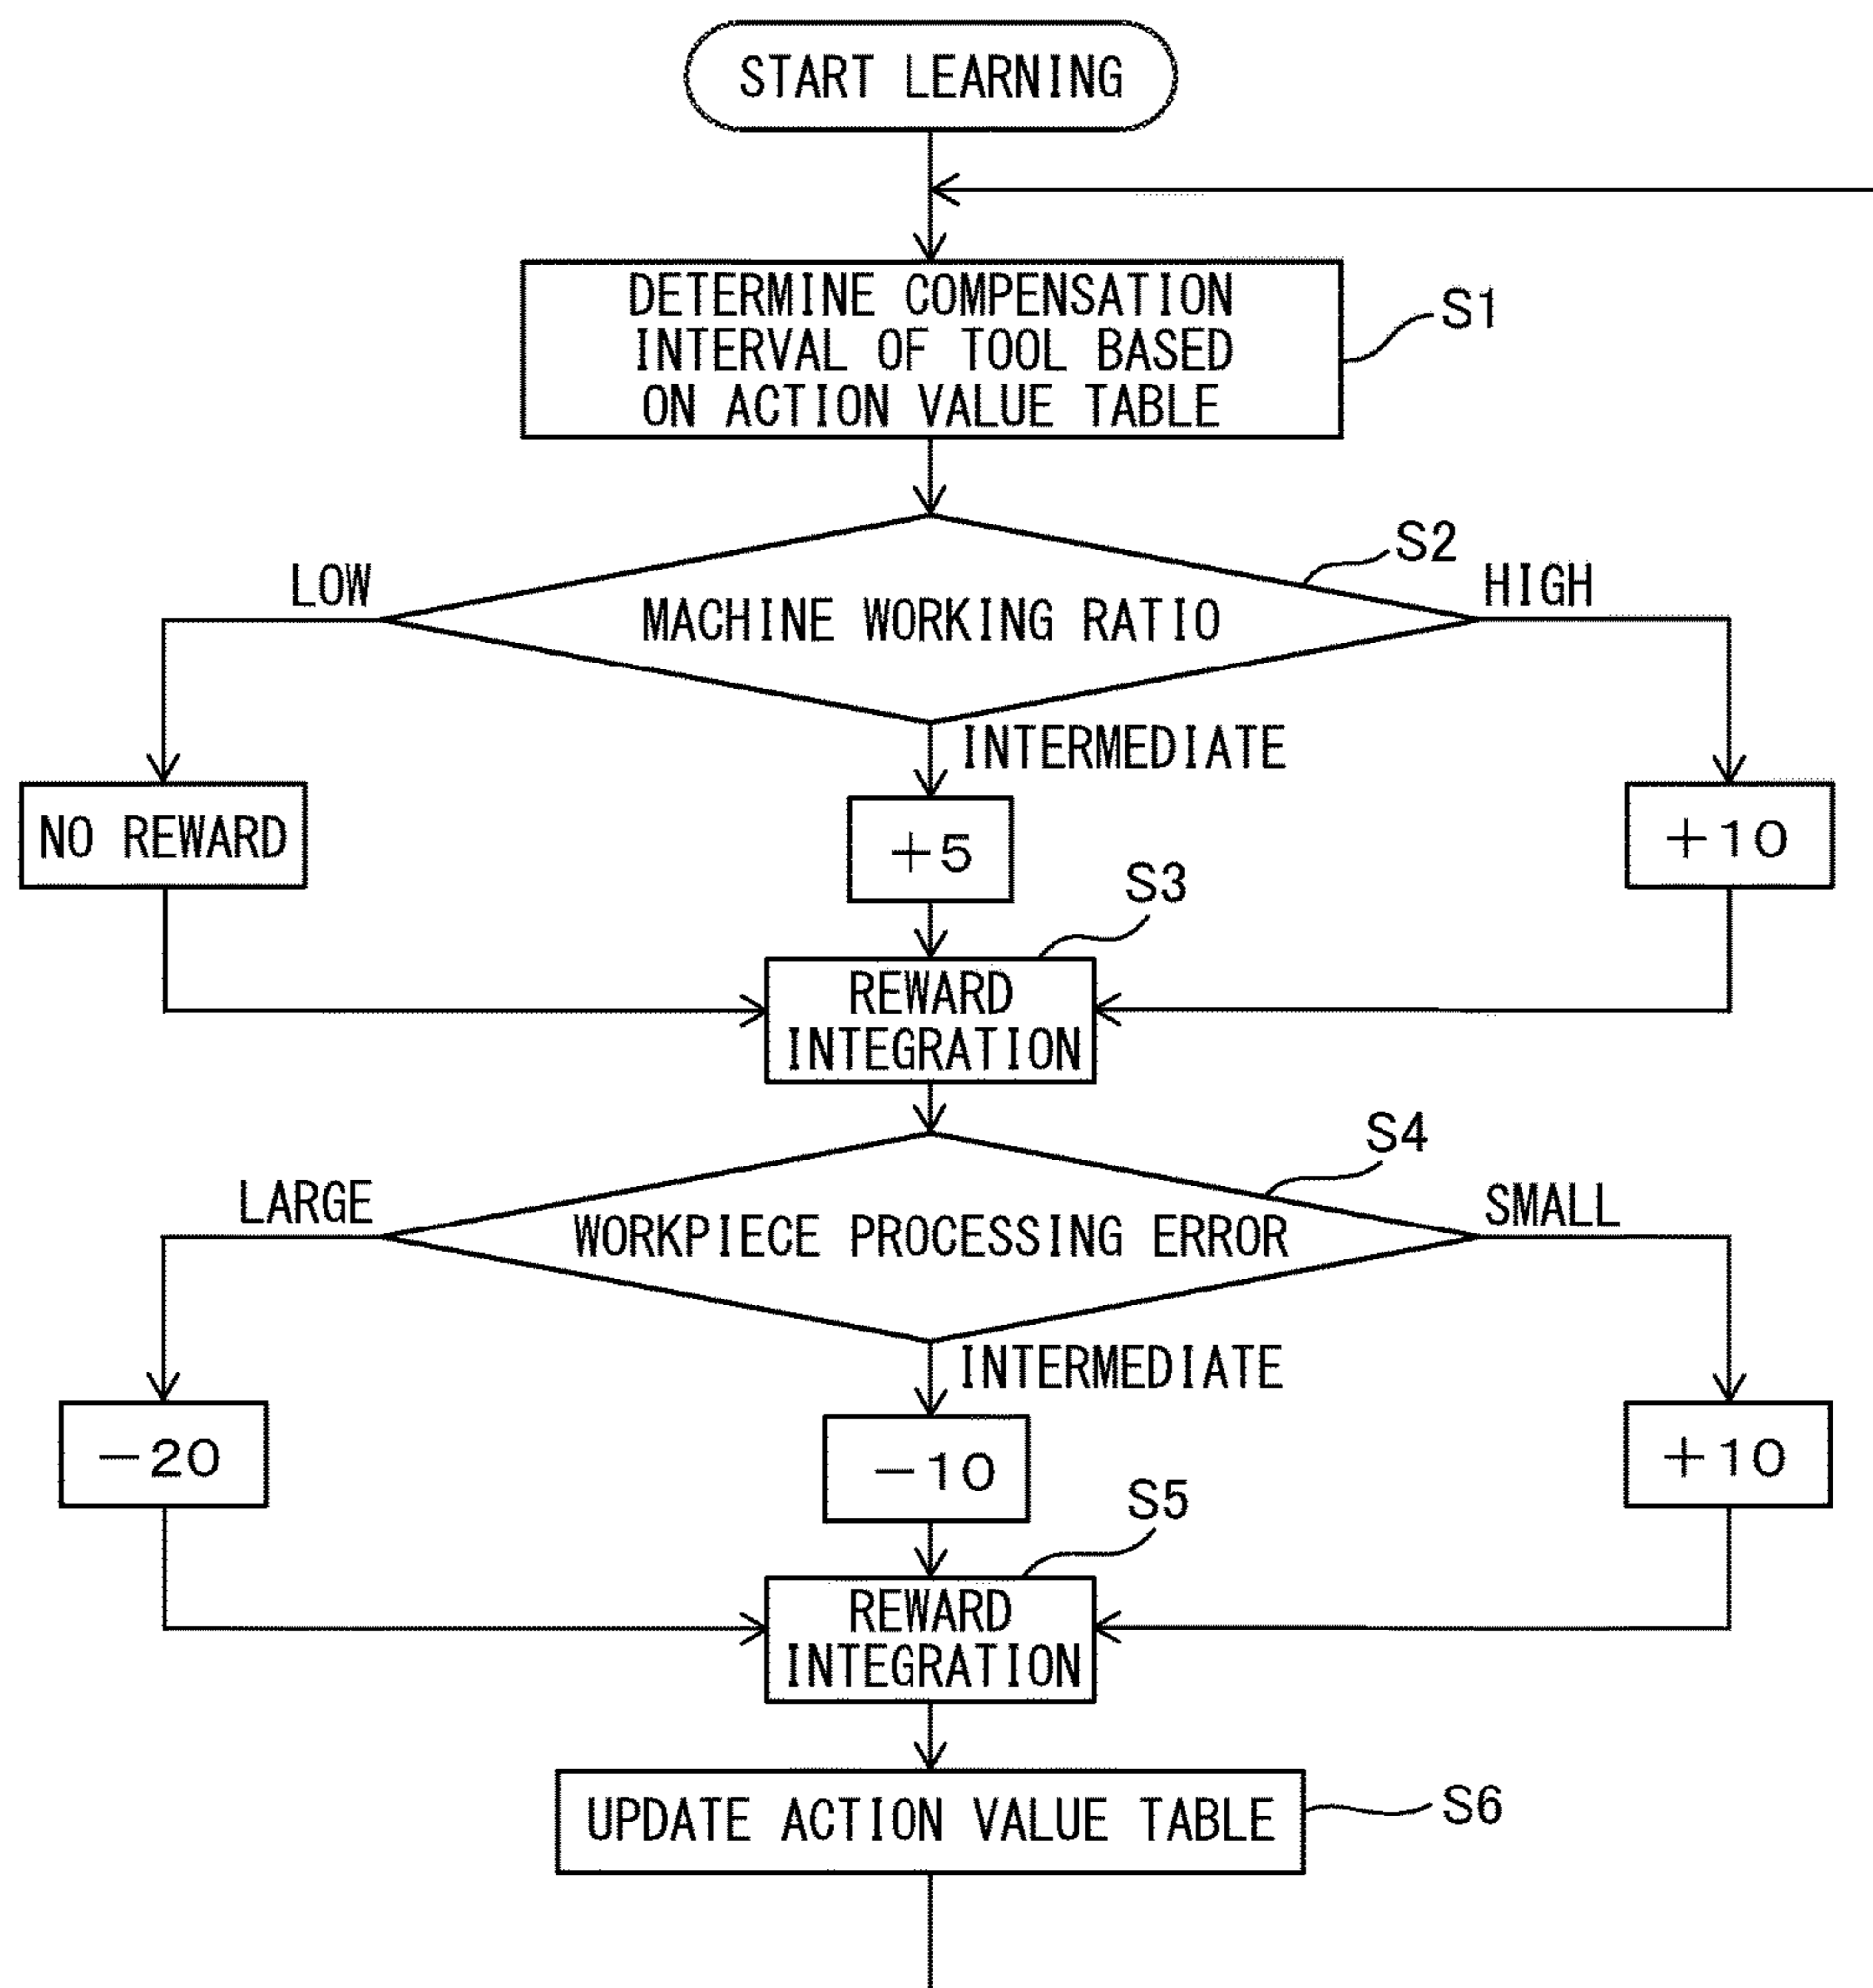 START LEARNING
DETERMINE COMPENSATION
INTERVAL OF TOOL BASED
ON ACTION VALUE TABLE
S1
S2
LOW
HIGH
MACHINE WORKING RATIO
INTERMEDIATE
NO REWARD
+5
+10
S3
REWARD
INTEGRATION
S4
LARGE
SMALL
WORKPIECE PROCESSING ERROR
INTERMEDIATE
-20
-10
+10
S5
REWARD
INTEGRATION
UPDATE ACTION VALUE TABLE
S6